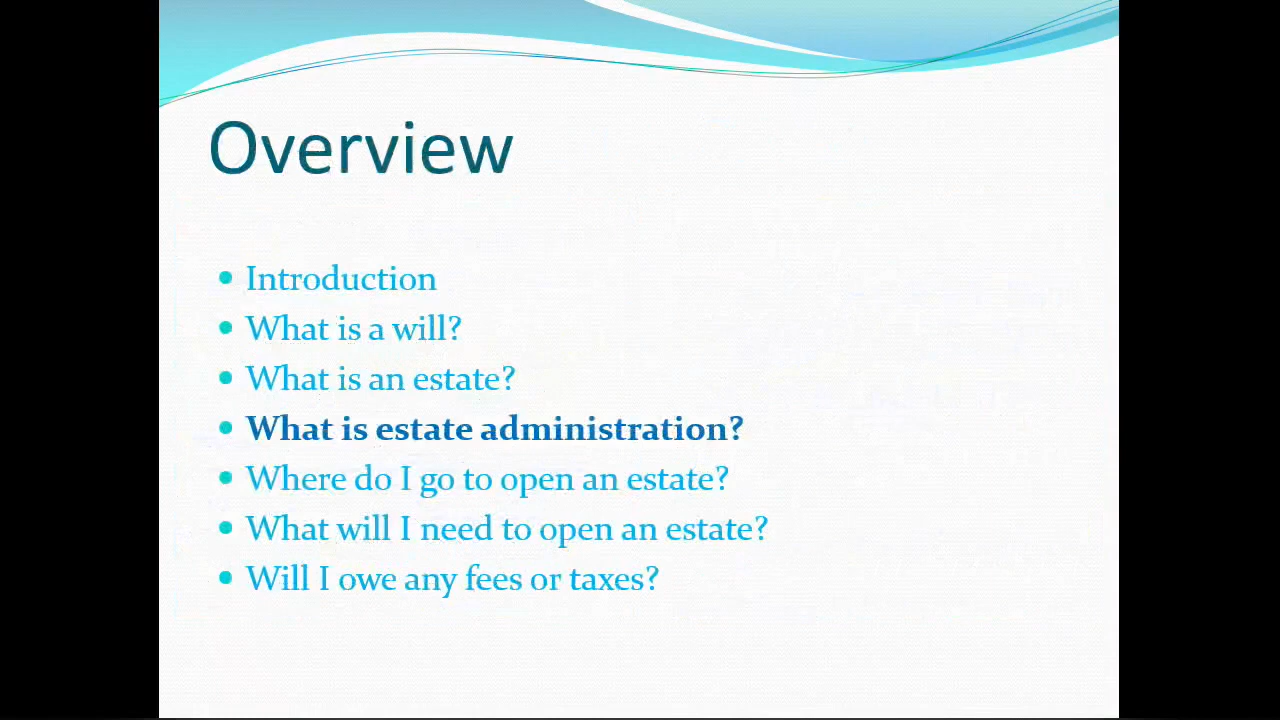 Overview
Introduction
What is a will?
What is an estate?
What is estate administration?
Where do I go to open an estate?
What will I need to open an estate?
Will I owe any fees or taxes?